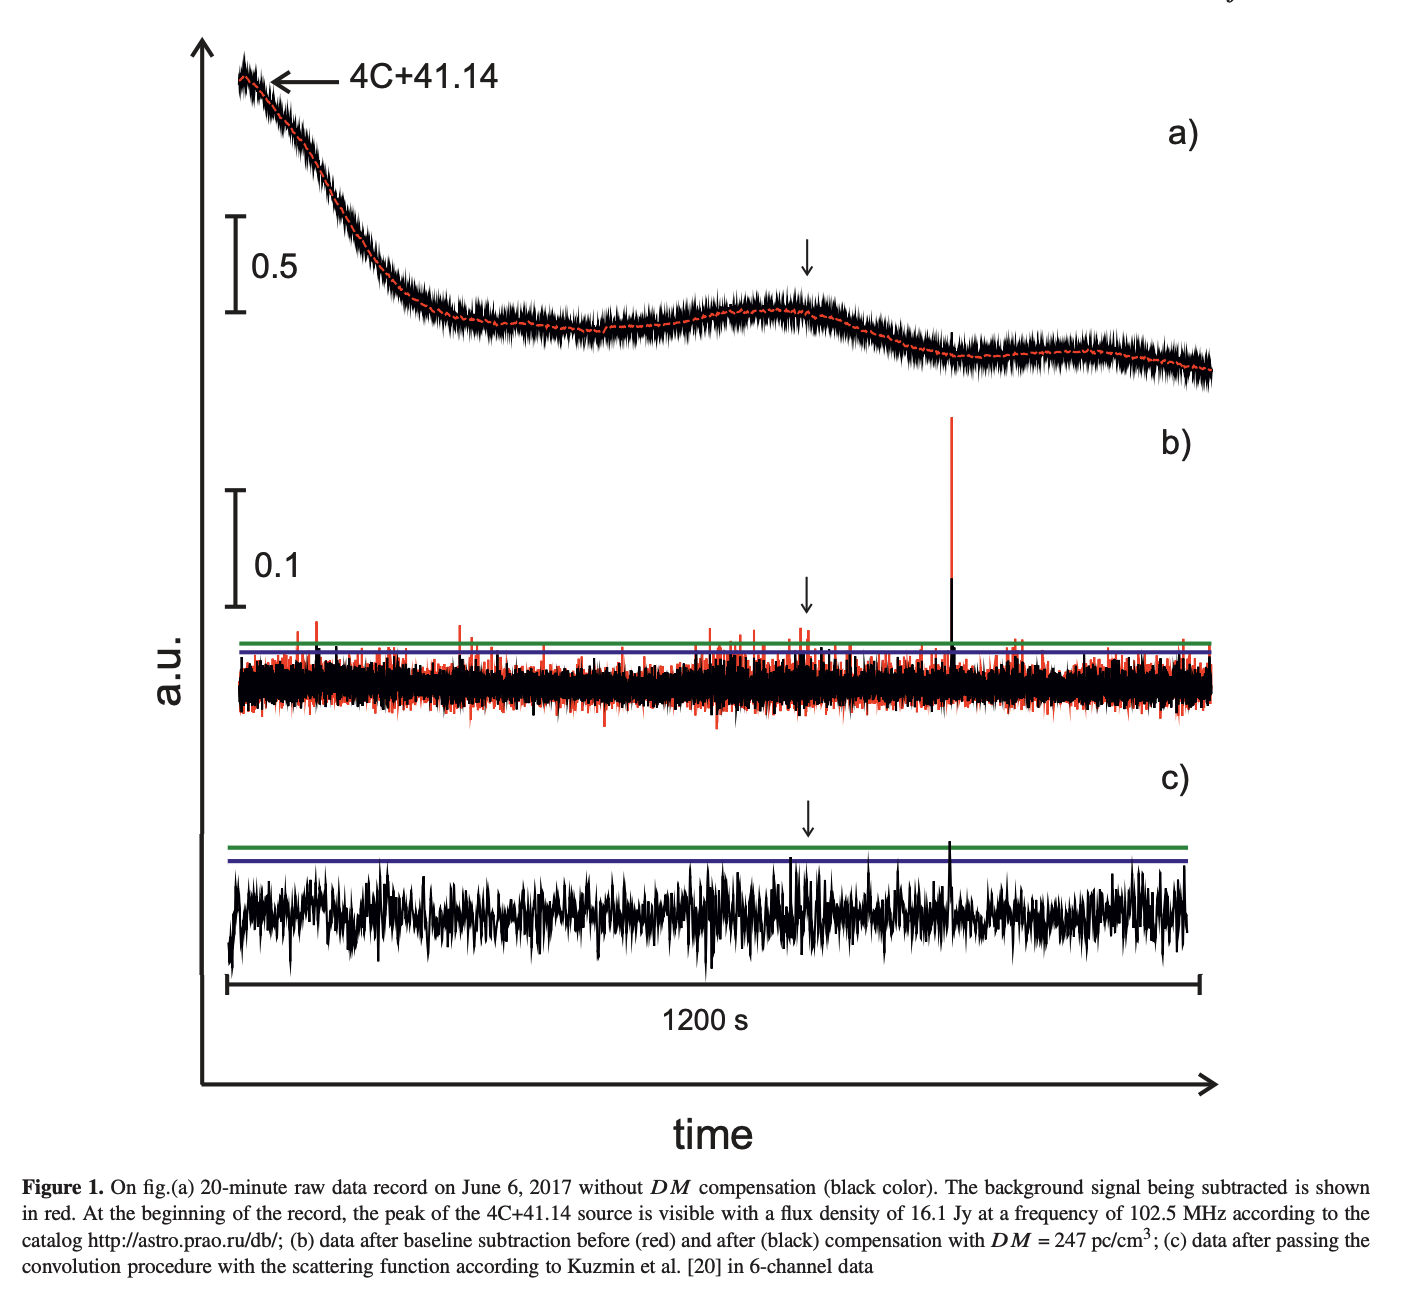 4C+41.14
a)
0.5
b)
0.1
a.u.
c)
1200 s
time
Figure 1. On fig.(a) 20-minute raw data record on June 6, 2017 without DM compensation (black color). The background signal being subtracted is shown
in red. At the beginning of the record, the peak of the 4C+41.14 source is visible with a flux density of 16.1 Jy at a frequency of 102.5 MHz according to the
catalog http://astro.prao.ru/db/; (b) data after baseline subtraction before (red) and after (black) compensation with DM = 247 pc/cm³; (c) data after passing the
convolution procedure with the scattering function according to Kuzmin et al. [20] in 6-channel data